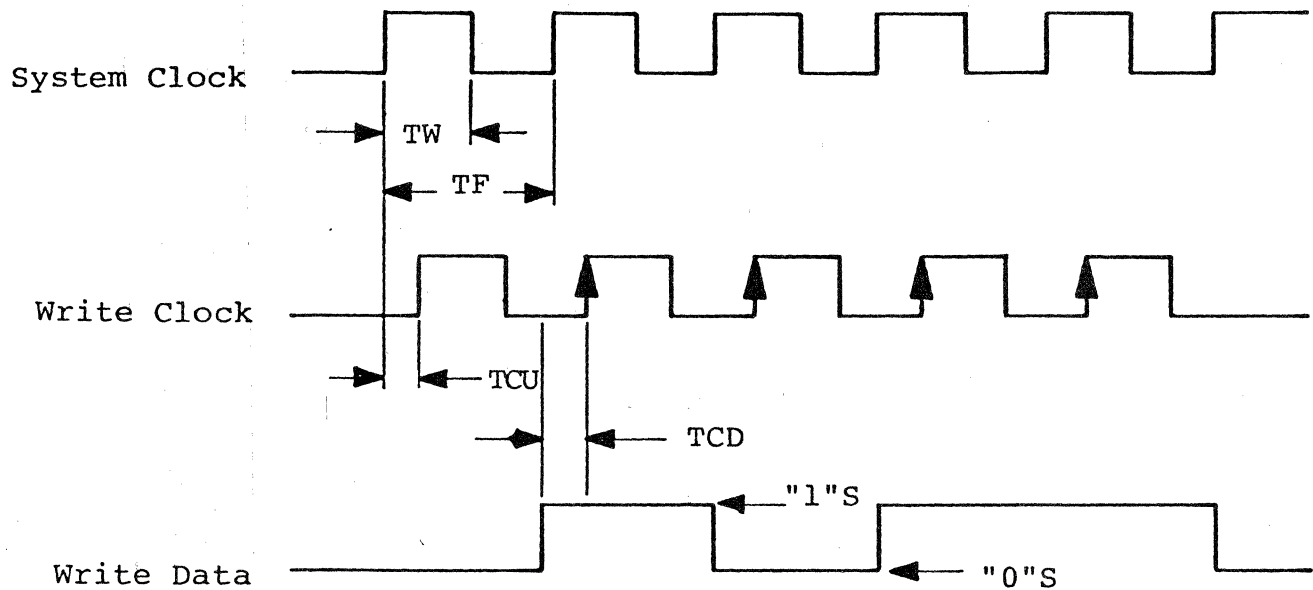 System Clock
TW
TF
Write Clock
TCU
TCD
"1"S
Write Data
"0"S